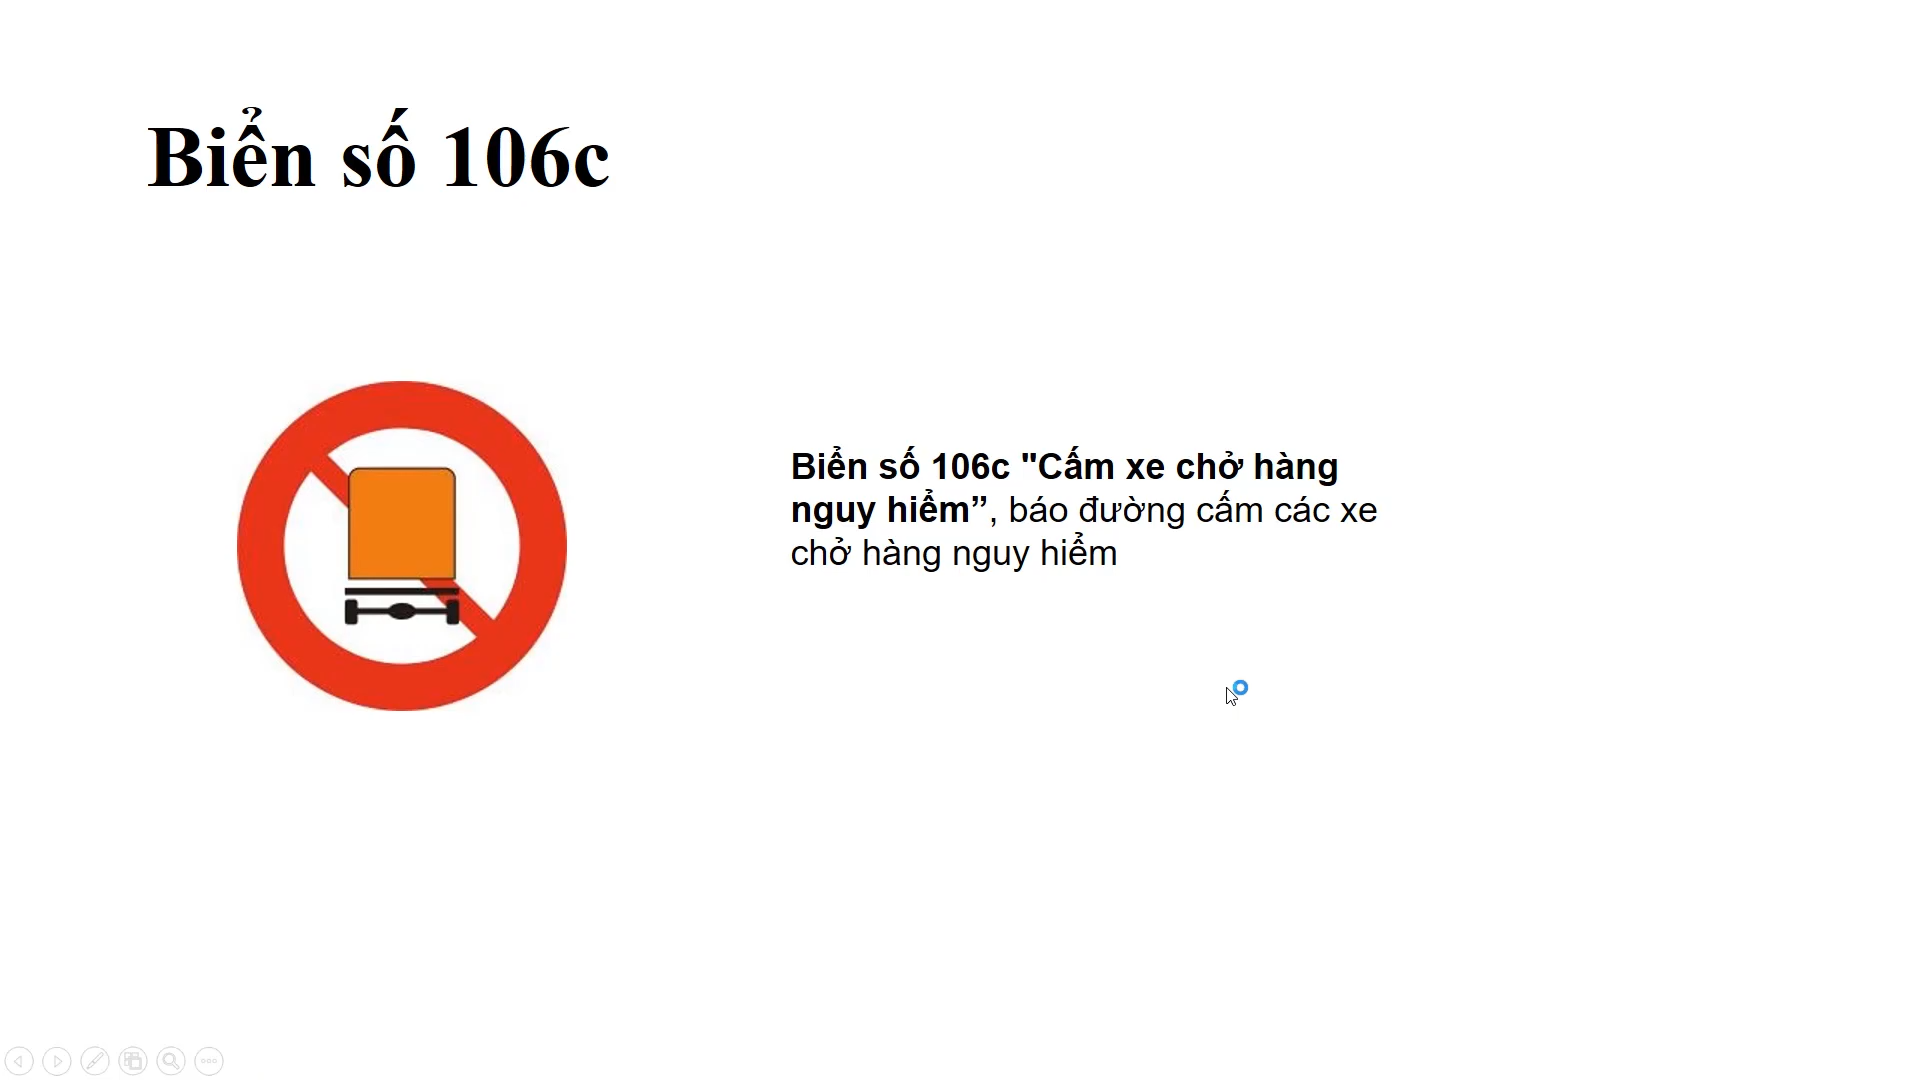 Biển số 106c
Biển số 106c "Cấm xe chở hàng
nguy hiểm”, báo đường cấm các xe
chở hàng nguy hiểm